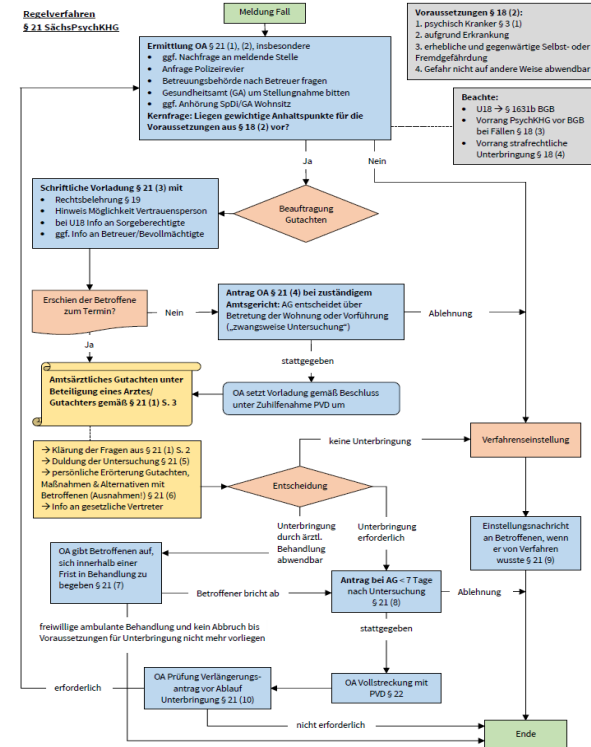 Regelverfahren
§ 21 SächsPsychKHG
Meldung Fall
Voraussetzungen § 18 (2):
1. psychisch Kranker § 3 (1)
2. aufgrund Erkrankung
3. erhebliche und gegenwärtige Selbst- oder
Fremdgefährdung
4. Gefahr nicht auf andere Weise abwendbar
Ermittlung OA § 21 (1), (2), insbesondere
• ggf. Nachfrage an meldende Stelle
• Anfrage Polizeirevier
• Betreuungsbehörde nach Betreuer fragen
• Gesundheitsamt (GA) um Stellungnahme bitten
• ggf. Anhörung SpDi/GA Wohnsitz
Kernfrage: Liegen gewichtige Anhaltspunkte für die
Voraussetzungen aus § 18 (2) vor?
Beachte:
• U18 → § 1631b BGB
• Vorrang PsychKHG vor BGB
bei Fällen § 18 (3)
• Vorrang strafrechtliche
Unterbringung § 18 (4)
Ja
Nein
Schriftliche Vorladung § 21 (3) mit
• Rechtsbelehrung § 19
• Hinweis Möglichkeit Vertrauensperson
• bei U18 Info an Sorgeberechtigte
• ggf. Info an Betreuer/Bevollmächtigte
Beauftragung
Gutachten
Erschien der Betroffene
zum Termin?
Nein
Antrag OA § 21 (4) bei zuständigem
Amtsgericht: AG entscheidet über
Betretung der Wohnung oder Vorführung
(„zwangsweise Untersuchung“)
Ablehnung
Ja
stattgegeben
Amtsärztliches Gutachten unter
Beteiligung eines Arztes/
Gutachters gemäß § 21 (1) S. 3
OA setzt Vorladung gemäß Beschluss
unter Zuhilfenahme PVD um
→ Klärung der Fragen aus § 21 (1) S. 2
→ Duldung der Untersuchung § 21 (5)
→ persönliche Erörterung Gutachten,
Maßnahmen & Alternativen mit
Betroffenen (Ausnahmen!) § 21 (6)
→ Info an gesetzliche Vertreter
keine Unterbringung
Verfahrenseinstellung
Entscheidung
Unterbringung
durch ärztl.
Behandlung
abwendbar
Unterbringung
erforderlich
Einstellungsnachricht
an Betroffenen, wenn
er von Verfahren
wusste § 21 (9)
OA gibt Betroffenen auf,
sich innerhalb einer
Frist in Behandlung zu
begeben § 21 (7)
Betroffener bricht ab
Antrag bei AG < 7 Tage
nach Untersuchung
§ 21 (8)
Ablehnung
freiwillige ambulante Behandlung und kein Abbruch bis
Voraussetzungen für Unterbringung nicht mehr vorliegen
stattgegeben
erforderlich
OA Prüfung Verlängerungs-
antrag vor Ablauf
Unterbringung § 21 (10)
OA Vollstreckung mit
PVD § 22
nicht erforderlich
Ende